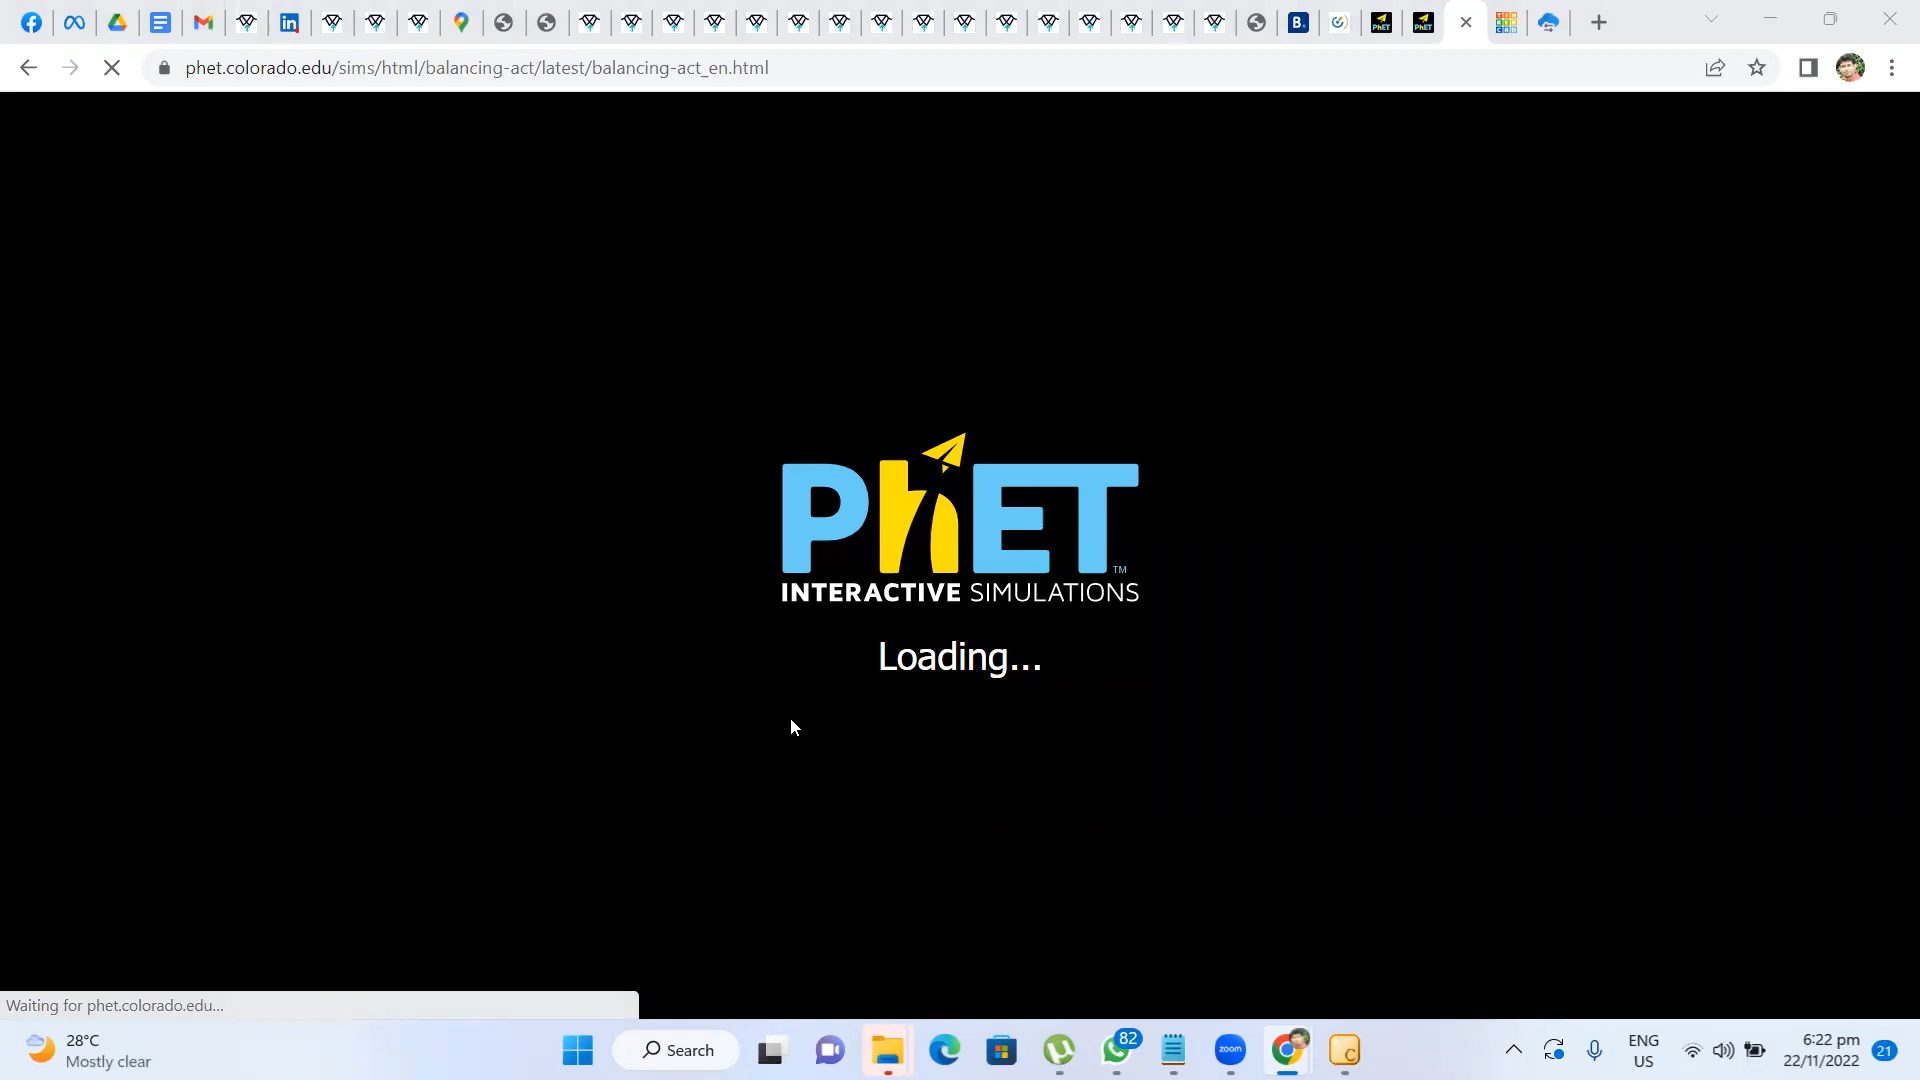 phet.colorado.edu/sims/html/balancing-act/latest/balancing-act_en.html
PhET
TM
INTERACTIVE SIMULATIONS
Loading...
Waiting for phet.colorado.edu...
28°C
Mostly clear
Search
82
zoom
C
ENG
US
6:22 pm
22/11/2022
21